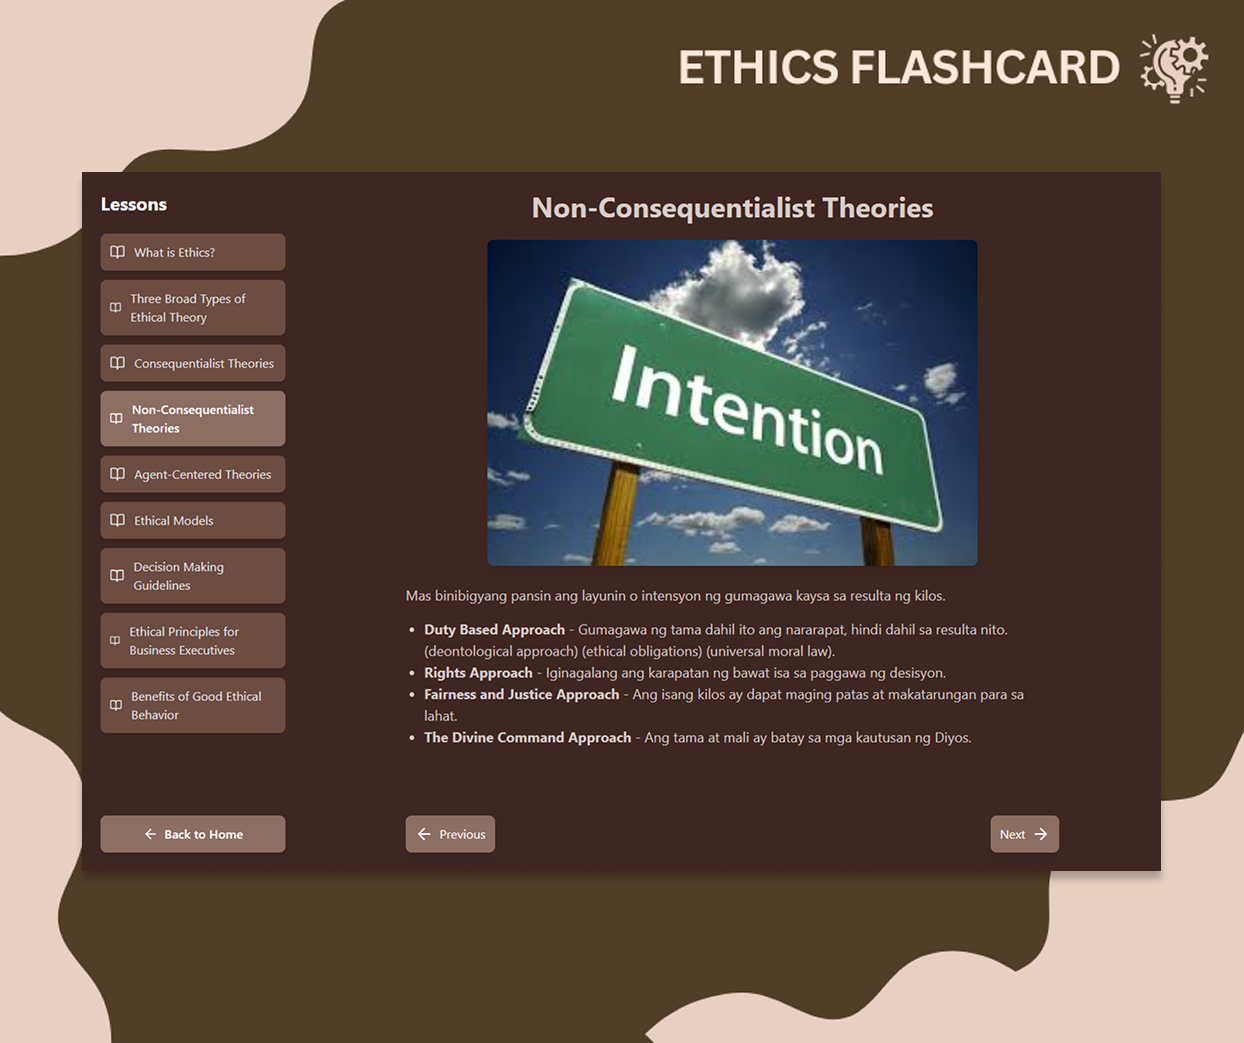 ETHICS FLASHCARD
Lessons
What is Ethics?
Three Broad Types of
Ethical Theory
Consequentialist Theories
Non-Consequentialist
Theories
Agent-Centered Theories
Ethical Models
Decision Making
Guidelines
Ethical Principles for
Business Executives
Benefits of Good Ethical
Behavior
Back to Home
Non-Consequentialist Theories
Intention
Mas binibigyang pansin ang layunin o intensyon ng gumagawa kaysa sa resulta ng kilos.
• Duty Based Approach - Gumagawa ng tama dahil ito ang nararapat, hindi dahil sa resulta nito.
(deontological approach) (ethical obligations) (universal moral law).
• Rights Approach - Iginagalang ang karapatan ng bawat isa sa paggawa ng desisyon.
• Fairness and Justice Approach - Ang isang kilos ay dapat maging patas at makatarungan para sa
lahat.
• The Divine Command Approach - Ang tama at mali ay batay sa mga kautusan ng Diyos.
Previous
Next